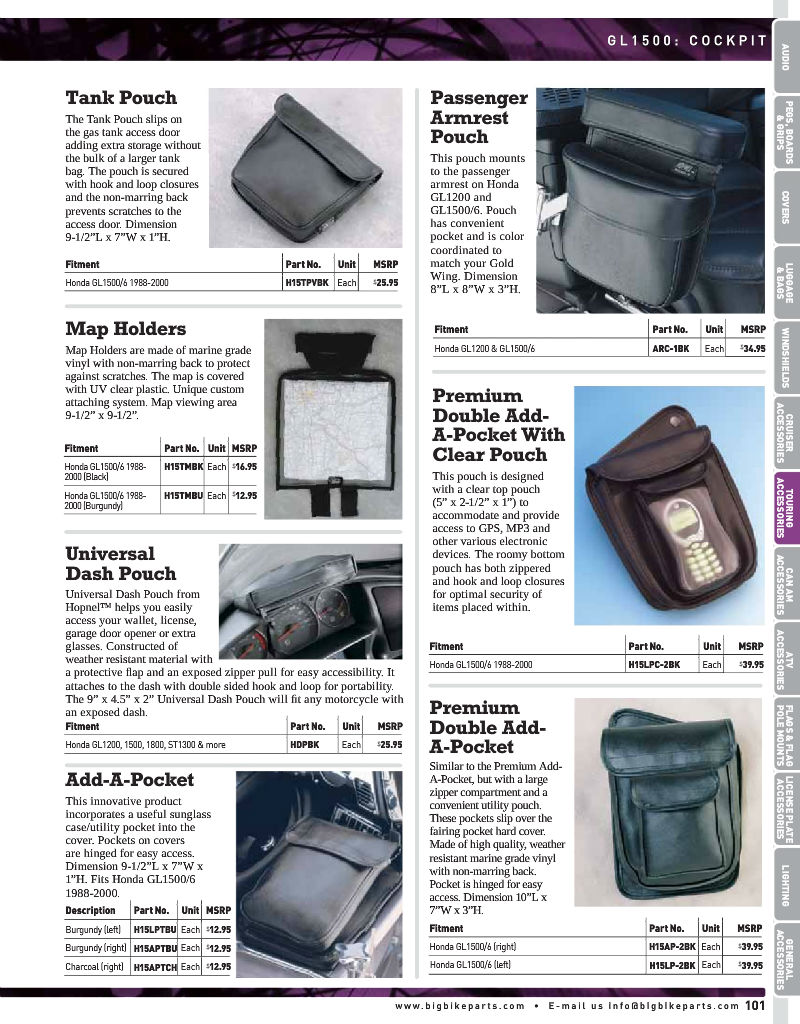 GL1500: COCKPIT
Tank Pouch
The Tank Pouch slips on
the gas tank access door
adding extra storage without
the bulk of a larger tank
bag. The pouch is secured
with hook and loop closures
and the non-marring back
prevents scratches to the
access door. Dimension
9-1/2”L x 7”W x 1”H.
Fitment Part No. Unit MSRP
Honda GL1500/6 1988-2000 H15TPVBK Each $25.95
Map Holders
Map Holders are made of marine grade
vinyl with non-marring back to protect
against scratches. The map is covered
with UV clear plastic. Unique custom
attaching system. Map viewing area
9-1/2” x 9-1/2”.
Fitment Part No. Unit MSRP
Honda GL1500/6 1988-
2000 (Black) H15TMBK Each $16.95
Honda GL1500/6 1988-
2000 (Burgundy) H15TMBU Each $12.95
Universal
Dash Pouch
Universal Dash Pouch from
Hopnel™ helps you easily
access your wallet, license,
garage door opener or extra
glasses. Constructed of
weather resistant material with
a protective flap and an exposed zipper pull for easy accessibility. It
attaches to the dash with double sided hook and loop for portability.
The 9” x 4.5” x 2” Universal Dash Pouch will fit any motorcycle with
an exposed dash.
Fitment Part No. Unit MSRP
Honda GL1200, 1500, 1800, ST1300 & more HDPBK Each $25.95
Add-A-Pocket
This innovative product
incorporates a useful sunglass
case/utility pocket into the
cover. Pockets on covers
are hinged for easy access.
Dimension 9-1/2”L x 7”W x
1”H. Fits Honda GL1500/6
1988-2000.
Description Part No. Unit MSRP
Burgundy (left) H15LPTBU Each $12.95
Burgundy (right) H15APTBU Each $12.95
Charcoal (right) H15APTCH Each $12.95
Passenger
Armrest
Pouch
This pouch mounts
to the passenger
armrest on Honda
GL1200 and
GL1500/6. Pouch
has convenient
pocket and is color
coordinated to
match your Gold
Wing. Dimension
8”L x 8”W x 3”H.
Fitment Part No. Unit MSRP
Honda GL1200 & GL1500/6 ARC-1BK Each $34.95
Premium
Double Add-
A-Pocket With
Clear Pouch
This pouch is designed
with a clear top pouch
(5” x 2-1/2” x 1”) to
accommodate and provide
access to GPS, MP3 and
other various electronic
devices. The roomy bottom
pouch has both zippered
and hook and loop closures
for optimal security of
items placed within.
Fitment Part No. Unit MSRP
Honda GL1500/6 1988-2000 H15LPC-2BK Each $39.95
Premium
Double Add-
A-Pocket
Similar to the Premium Add-
A-Pocket, but with a large
zipper compartment and a
convenient utility pouch.
These pockets slip over the
fairing pocket hard cover.
Made of high quality, weather
resistant marine grade vinyl
with non-marring back.
Pocket is hinged for easy
access. Dimension 10”L x
7”W x 3”H.
Fitment Part No. Unit MSRP
Honda GL1500/6 (right) H15AP-2BK Each $39.95
Honda GL1500/6 (left) H15LP-2BK Each $39.95
AUDIO
PEGS, BOARDS
& GRIPS
COVERS
LUGGAGE
& BAGS
WINDSHIELDS
CRUISER
ACCESSORIES
TOURING
ACCESSORIES
CAN AM
ACCESSORIES
ATV
ACCESSORIES
FLAGS & FLAG
POLE MOUNTS
LICENSE PLATE
ACCESSORIES
LIGHTING
GENERAL
ACCESSORIES
www.bigbikeparts.com • E-mail us info@bigbikeparts.com 101